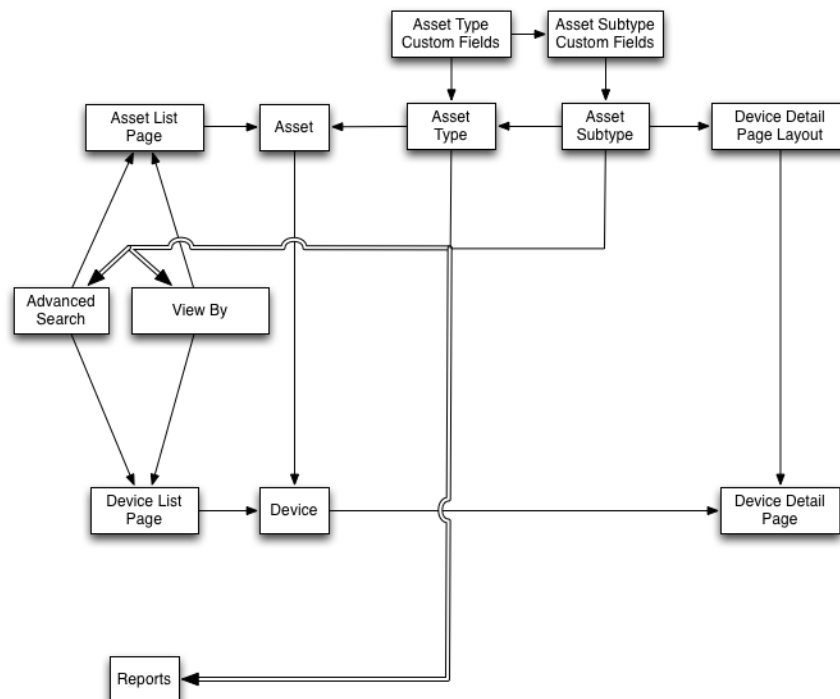 Asset Type
Custom Fields
Asset Subtype
Custom Fields
Asset List
Page
Asset
Asset
Type
Asset
Subtype
Device Detail
Page Layout
Advanced
Search
View By
Device List
Page
Device
Device Detail
Page
Reports